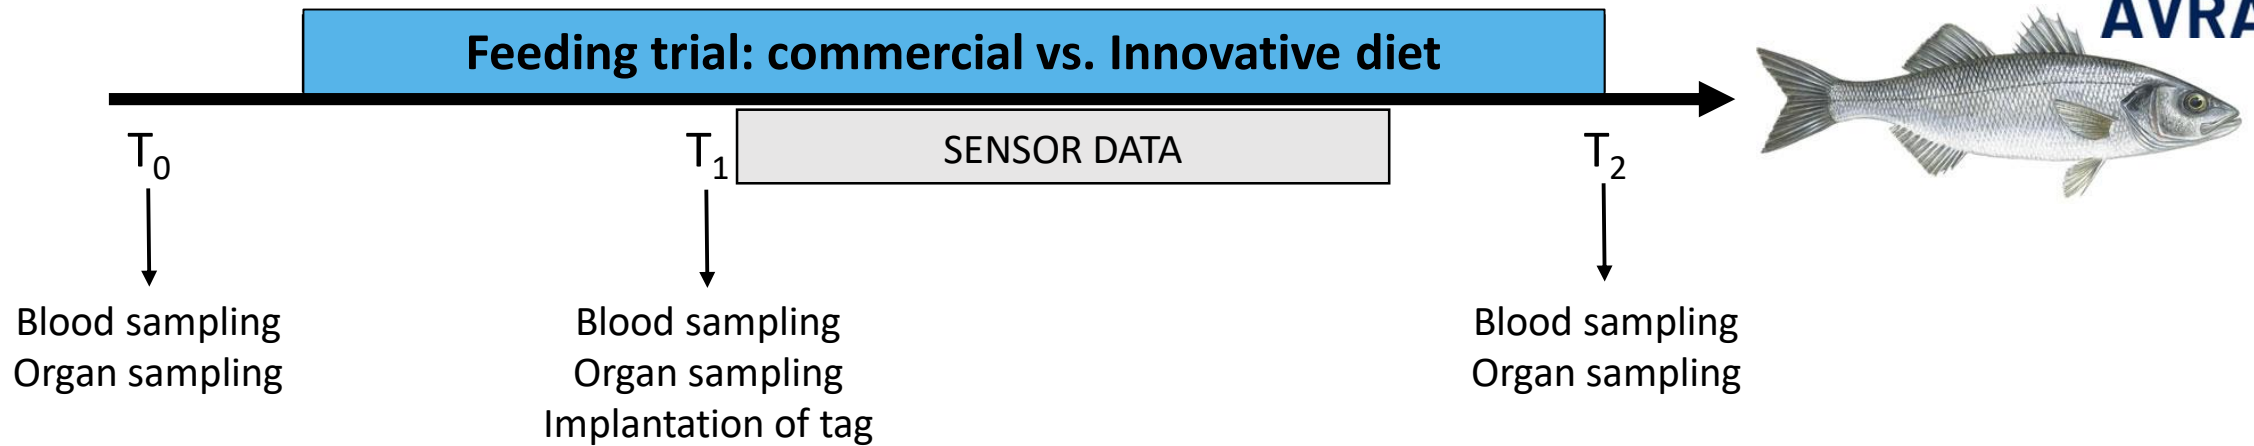 AVRA
Feeding trial: commercial vs. Innovative diet
T₀
T₁
SENSOR DATA
T₂
Blood sampling
Organ sampling
Blood sampling
Organ sampling
Implantation of tag
Blood sampling
Organ sampling